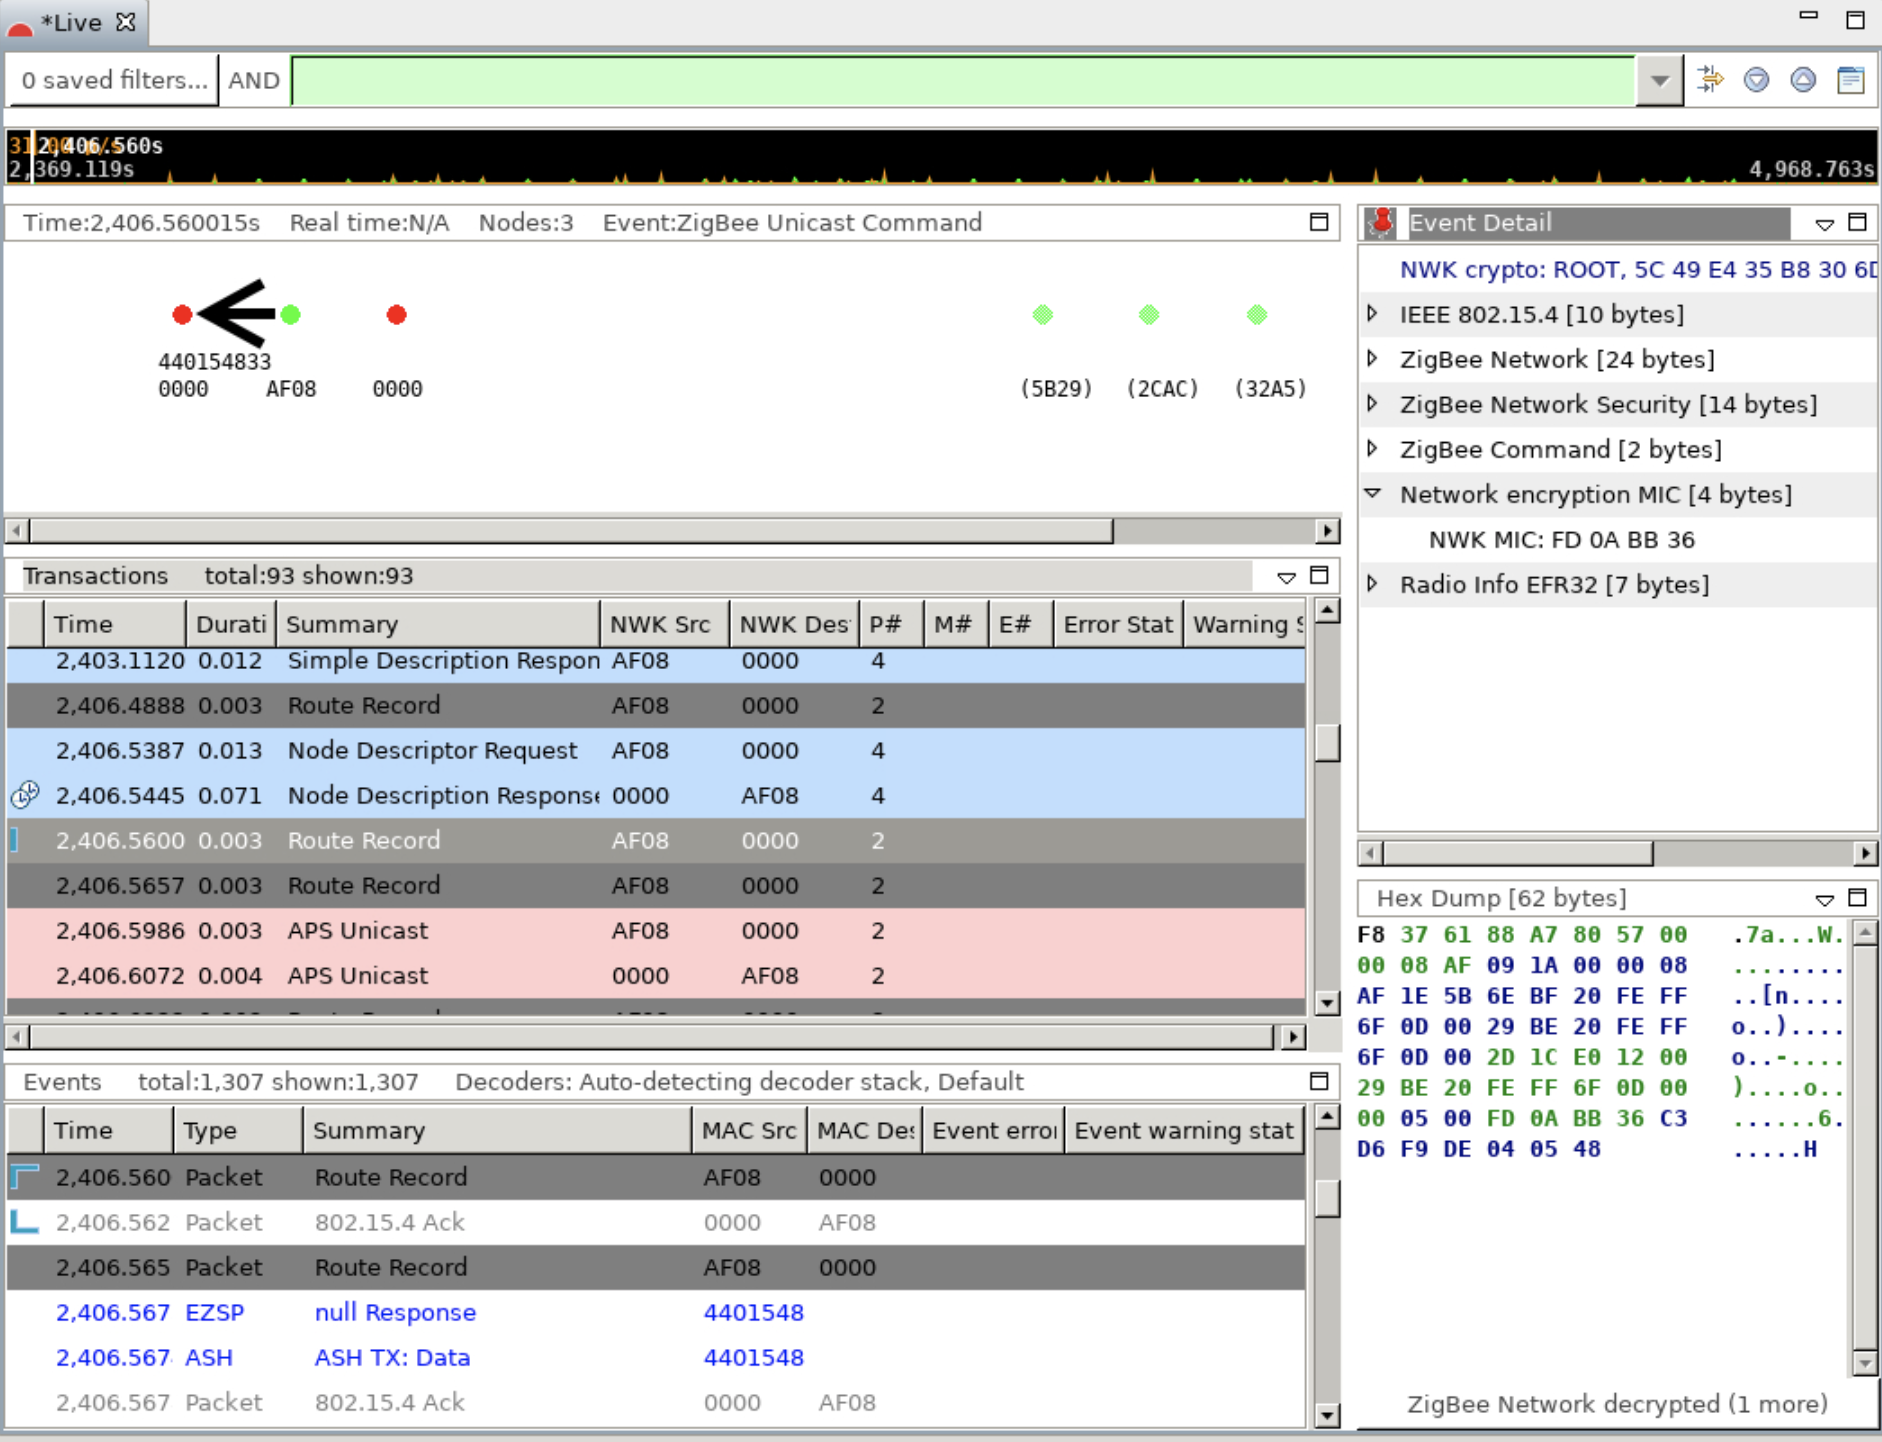 *Live
0 saved filters... AND
2,406.560s
2,369.119s 4,968.763s
Time:2,406.560015s Real time:N/A Nodes:3 Event:ZigBee Unicast Command
440154833
0000 AF08 0000 (5B29) (2CAC) (32A5)
Transactions total:93 shown:93
Time Durati Summary NWK Src NWK Des P# M# E# Error Stat Warning S
2,403.1120 0.012 Simple Description Respon AF08 0000 4
2,406.4888 0.003 Route Record AF08 0000 2
2,406.5387 0.013 Node Descriptor Request AF08 0000 4
2,406.5445 0.071 Node Description Response 0000 AF08 4
2,406.5600 0.003 Route Record AF08 0000 2
2,406.5657 0.003 Route Record AF08 0000 2
2,406.5986 0.003 APS Unicast AF08 0000 2
2,406.6072 0.004 APS Unicast 0000 AF08 2
Events total:1,307 shown:1,307 Decoders: Auto-detecting decoder stack, Default
Time Type Summary MAC Src MAC Des Event error Event warning stat
2,406.560 Packet Route Record AF08 0000
2,406.562 Packet 802.15.4 Ack 0000 AF08
2,406.565 Packet Route Record AF08 0000
2,406.567 EZSP null Response 4401548
2,406.567 ASH ASH TX: Data 4401548
2,406.567 Packet 802.15.4 Ack 0000 AF08
Event Detail
NWK crypto: ROOT, 5C 49 E4 35 B8 30 6D
IEEE 802.15.4 [10 bytes]
ZigBee Network [24 bytes]
ZigBee Network Security [14 bytes]
ZigBee Command [2 bytes]
Network encryption MIC [4 bytes]
NWK MIC: FD 0A BB 36
Radio Info EFR32 [7 bytes]
Hex Dump [62 bytes]
F8 37 61 88 A7 80 57 00 .7a...W.
00 08 AF 09 1A 00 00 08 ........
AF 1E 5B 6E BF 20 FE FF ..[n....
6F 0D 00 29 BE 20 FE FF o..)....
6F 0D 00 2D 1C E0 12 00 o..-....
29 BE 20 FE FF 6F 0D 00 )....o..
00 05 00 FD 0A BB 36 C3 ......6.
D6 F9 DE 04 05 48 .....H
ZigBee Network decrypted (1 more)